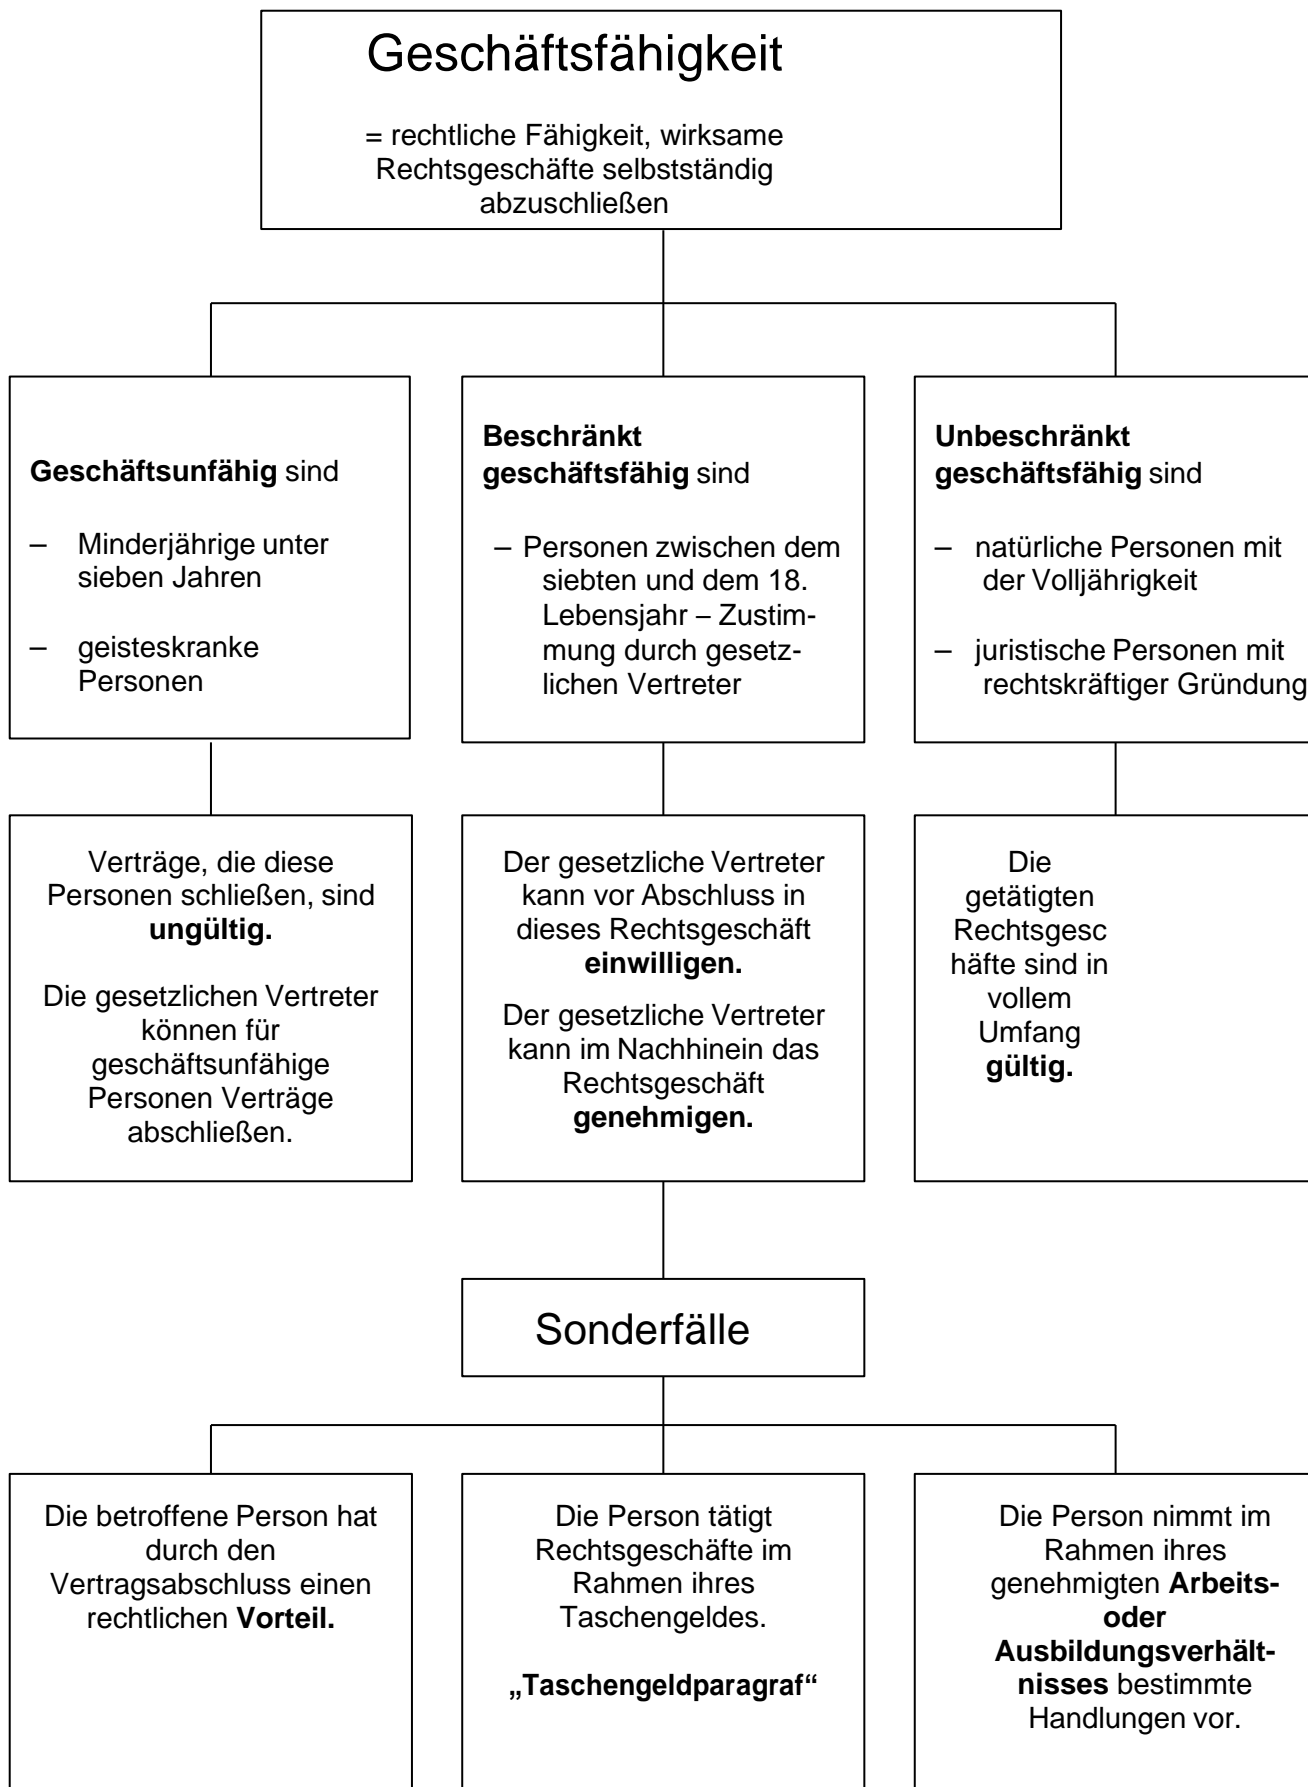 Geschäftsfähigkeit
= rechtliche Fähigkeit, wirksame
Rechtsgeschäfte selbstständig
abzuschließen
Geschäftsunfähig sind
– Minderjährige unter
sieben Jahren
– geisteskranke
Personen
Beschränkt
geschäftsfähig sind
– Personen zwischen dem
siebten und dem 18.
Lebensjahr – Zustim-
mung durch gesetz-
lichen Vertreter
Unbeschränkt
geschäftsfähig sind
– natürliche Personen mit
der Volljährigkeit
– juristische Personen mit
rechtskräftiger Gründung
Verträge, die diese
Personen schließen, sind
ungültig.
Die gesetzlichen Vertreter
können für
geschäftsunfähige
Personen Verträge
abschließen.
Der gesetzliche Vertreter
kann vor Abschluss in
dieses Rechtsgeschäft
einwilligen.
Der gesetzliche Vertreter
kann im Nachhinein das
Rechtsgeschäft
genehmigen.
Die
getätigten
Rechtsgesc
häfte sind in
vollem
Umfang
gültig.
Sonderfälle
Die betroffene Person hat
durch den
Vertragsabschluss einen
rechtlichen Vorteil.
Die Person tätigt
Rechtsgeschäfte im
Rahmen ihres
Taschengeldes.
„Taschengeldparagraf“
Die Person nimmt im
Rahmen ihres
genehmigten Arbeits-
oder
Ausbildungsverhält-
nisses bestimmte
Handlungen vor.